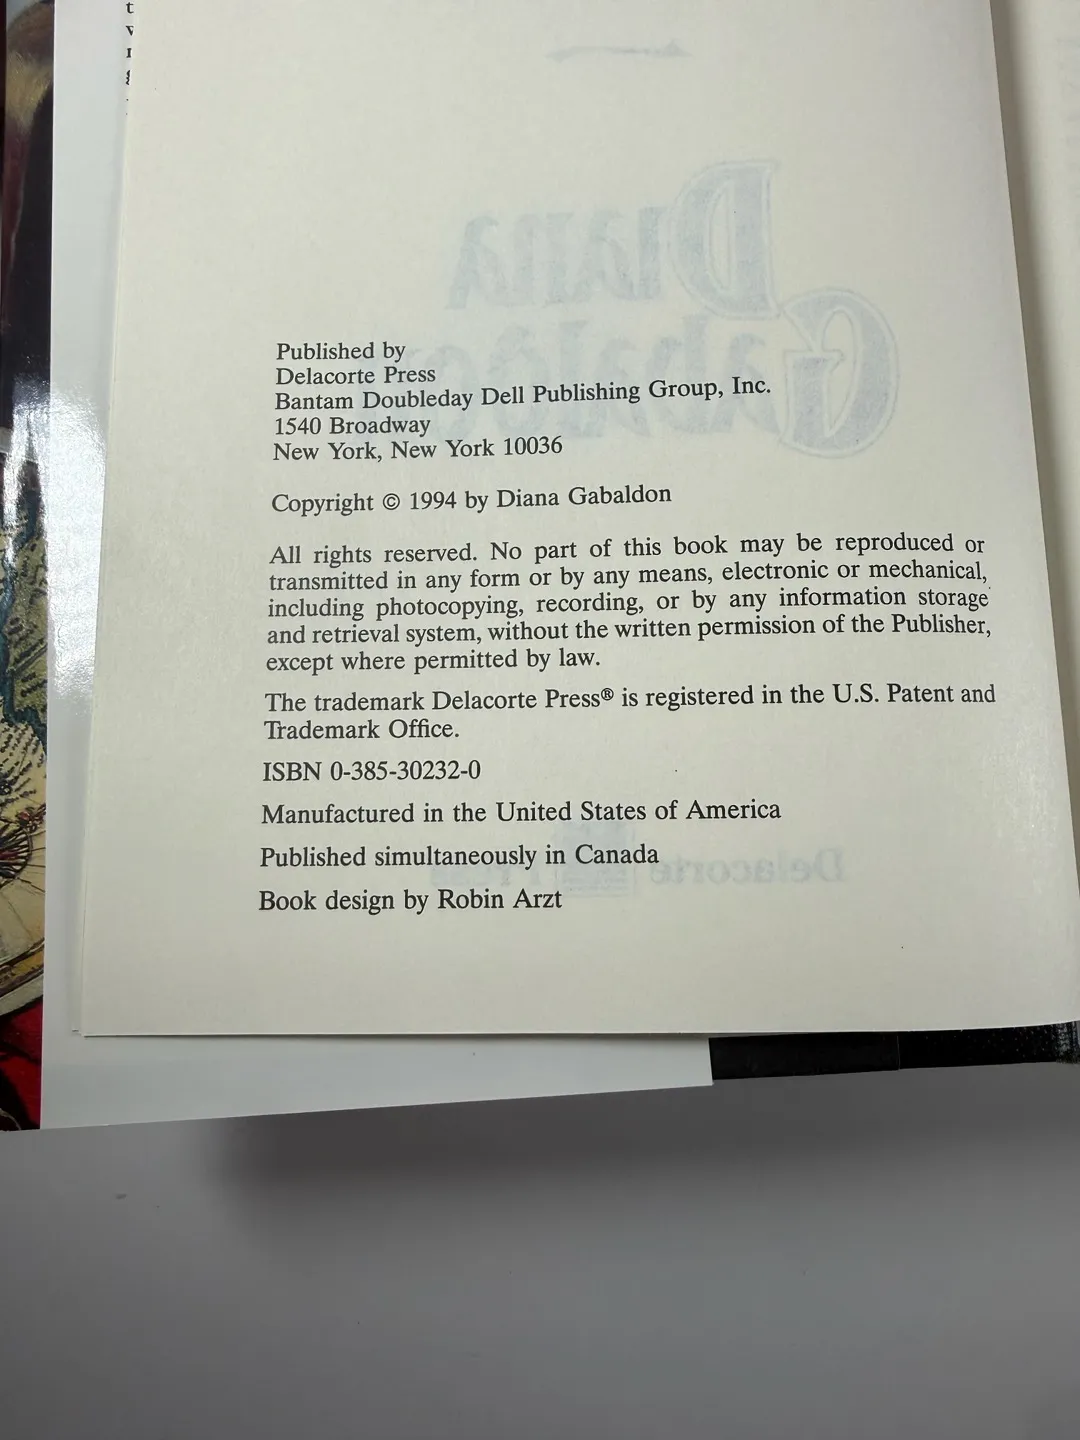 Diana
Gabaldon
Published by
Delacorte Press
Bantam Doubleday Dell Publishing Group, Inc.
1540 Broadway
New York, New York 10036
Copyright © 1994 by Diana Gabaldon
All rights reserved. No part of this book may be reproduced or
transmitted in any form or by any means, electronic or mechanical,
including photocopying, recording, or by any information storage
and retrieval system, without the written permission of the Publisher,
except where permitted by law.
The trademark Delacorte Press® is registered in the U.S. Patent and
Trademark Office.
ISBN 0-385-30232-0
Manufactured in the United States of America
Published simultaneously in Canada
Delacorte Press
Book design by Robin Arzt